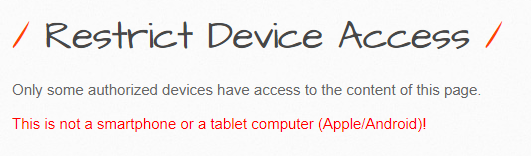 / Restrict Device Access /
Only some authorized devices have access to the content of this page.
This is not a smartphone or a tablet computer (Apple/Android)!